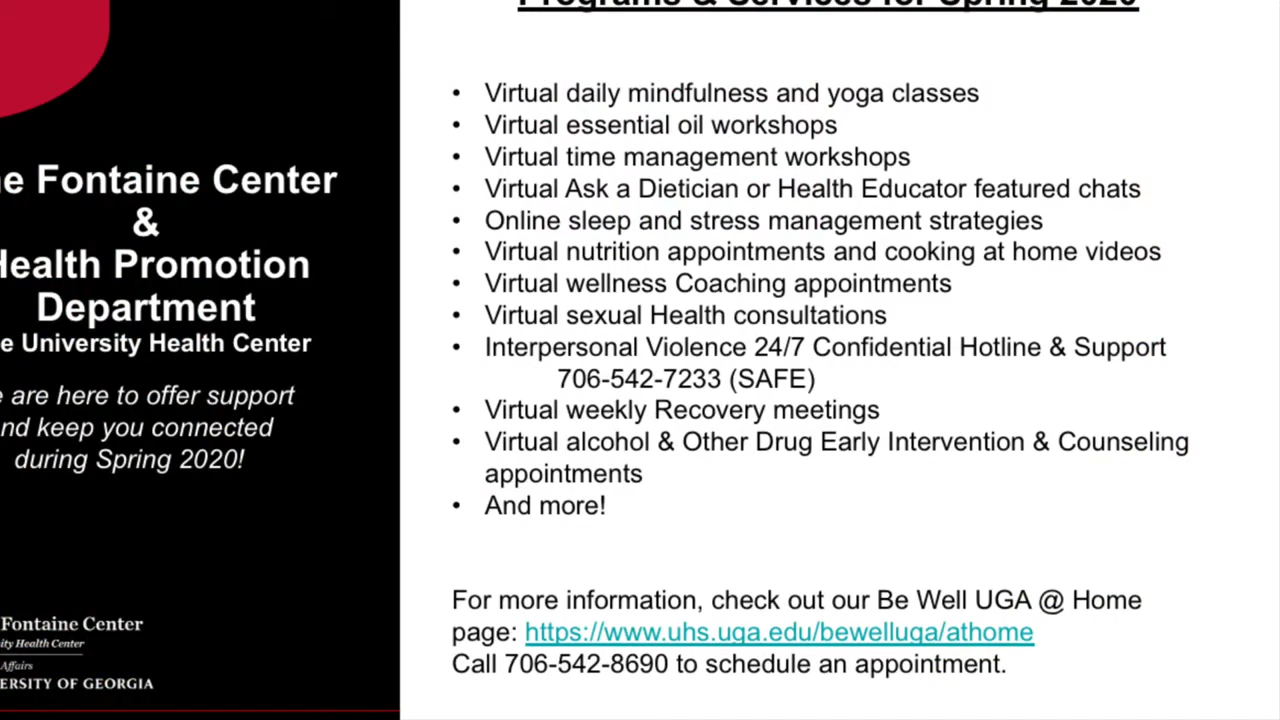 Programs & Services for Spring 2020
e Fontaine Center
&
Health Promotion
Department
e University Health Center
e are here to offer support
nd keep you connected
during Spring 2020!
Fontaine Center
ity Health Center
Affairs
ERSITY OF GEORGIA
• Virtual daily mindfulness and yoga classes
• Virtual essential oil workshops
• Virtual time management workshops
• Virtual Ask a Dietician or Health Educator featured chats
• Online sleep and stress management strategies
• Virtual nutrition appointments and cooking at home videos
• Virtual wellness Coaching appointments
• Virtual sexual Health consultations
• Interpersonal Violence 24/7 Confidential Hotline & Support
706-542-7233 (SAFE)
• Virtual weekly Recovery meetings
• Virtual alcohol & Other Drug Early Intervention & Counseling
appointments
• And more!
For more information, check out our Be Well UGA @ Home
page: https://www.uhs.uga.edu/bewelluga/athome
Call 706-542-8690 to schedule an appointment.